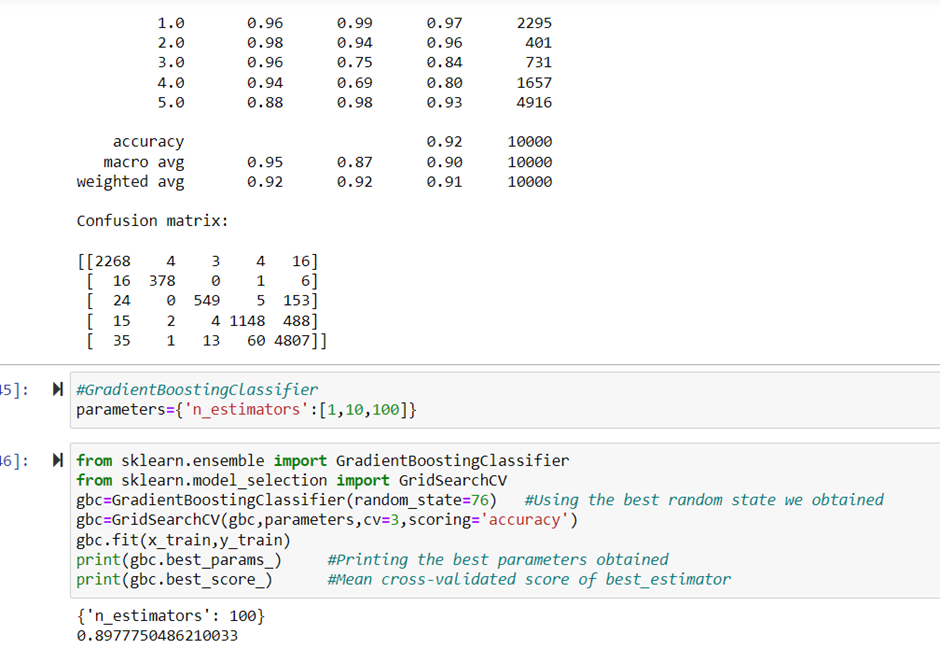 1.0 0.96 0.99 0.97 2295
2.0 0.98 0.94 0.96 401
3.0 0.96 0.75 0.84 731
4.0 0.94 0.69 0.80 1657
5.0 0.88 0.98 0.93 4916
accuracy 0.92 10000
macro avg 0.95 0.87 0.90 10000
weighted avg 0.92 0.92 0.91 10000
Confusion matrix:
[[2268 4 3 4 16]
[ 16 378 0 1 6]
[ 24 0 549 5 153]
[ 15 2 4 1148 488]
[ 35 1 13 60 4807]]
45]: #GradientBoostingClassifier
parameters={'n_estimators':[1,10,100]}
46]: from sklearn.ensemble import GradientBoostingClassifier
from sklearn.model_selection import GridSearchCV
gbc=GradientBoostingClassifier(random_state=76) #Using the best random state we obtained
gbc=GridSearchCV(gbc,parameters,cv=3,scoring='accuracy')
gbc.fit(x_train,y_train)
print(gbc.best_params_) #Printing the best parameters obtained
print(gbc.best_score_) #Mean cross-validated score of best_estimator
{'n_estimators': 100}
0.8977750486210033